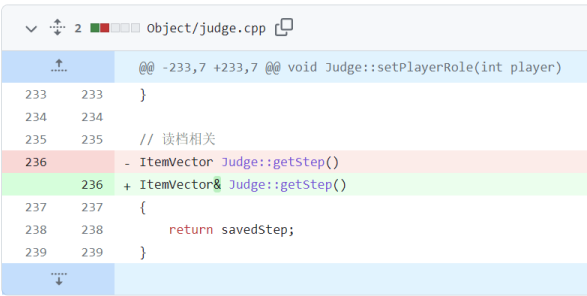 2 Object/judge.cpp
@@ -233,7 +233,7 @@ void Judge::setPlayerRole(int player)
233 233 }
234 234
235 235 // 读档相关
236 - ItemVector Judge::getStep()
236 + ItemVector& Judge::getStep()
237 237 {
238 238 return savedStep;
239 239 }